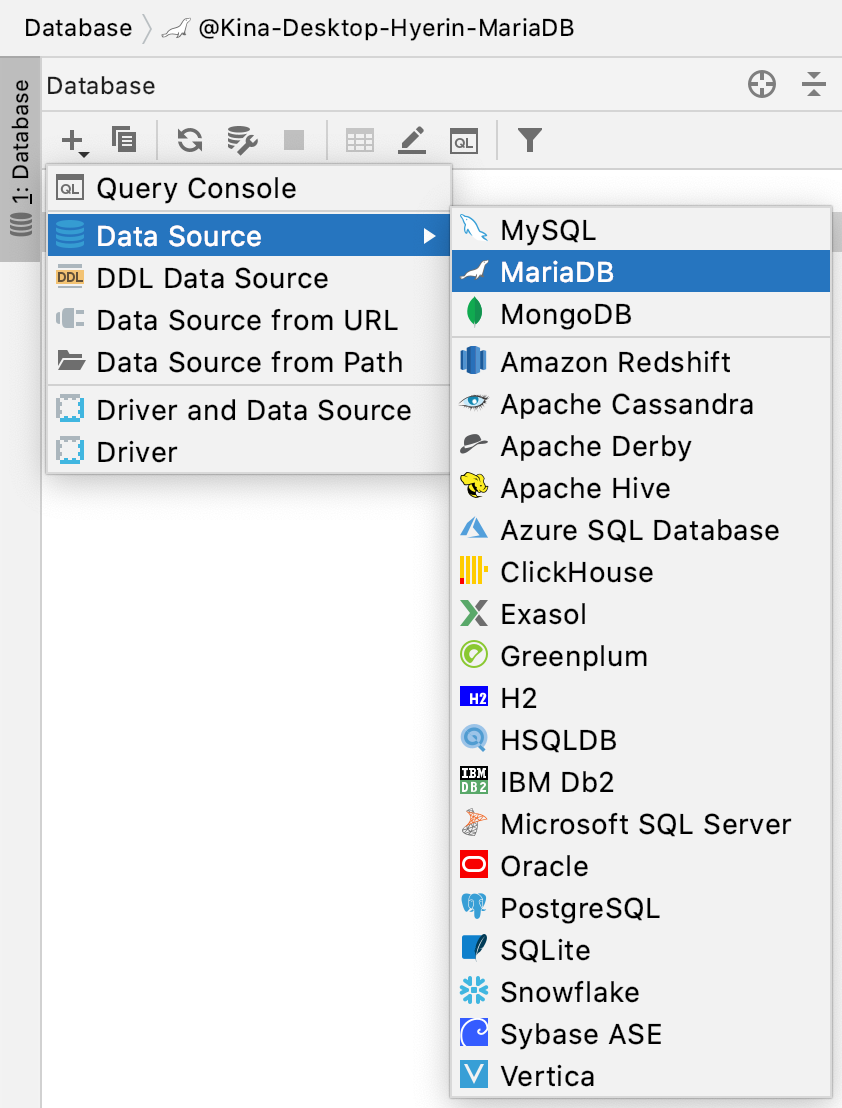 Database @Kina-Desktop-Hyerin-MariaDB
1: Database
Database
QL
QL Query Console
Data Source
DDL DDL Data Source
Data Source from URL
Data Source from Path
Driver and Data Source
Driver
MySQL
MariaDB
MongoDB
Amazon Redshift
Apache Cassandra
Apache Derby
Apache Hive
Azure SQL Database
ClickHouse
Exasol
Greenplum
H2 H2
HSQLDB
IBM DB2 IBM Db2
Microsoft SQL Server
Oracle
PostgreSQL
SQLite
Snowflake
Sybase ASE
Vertica